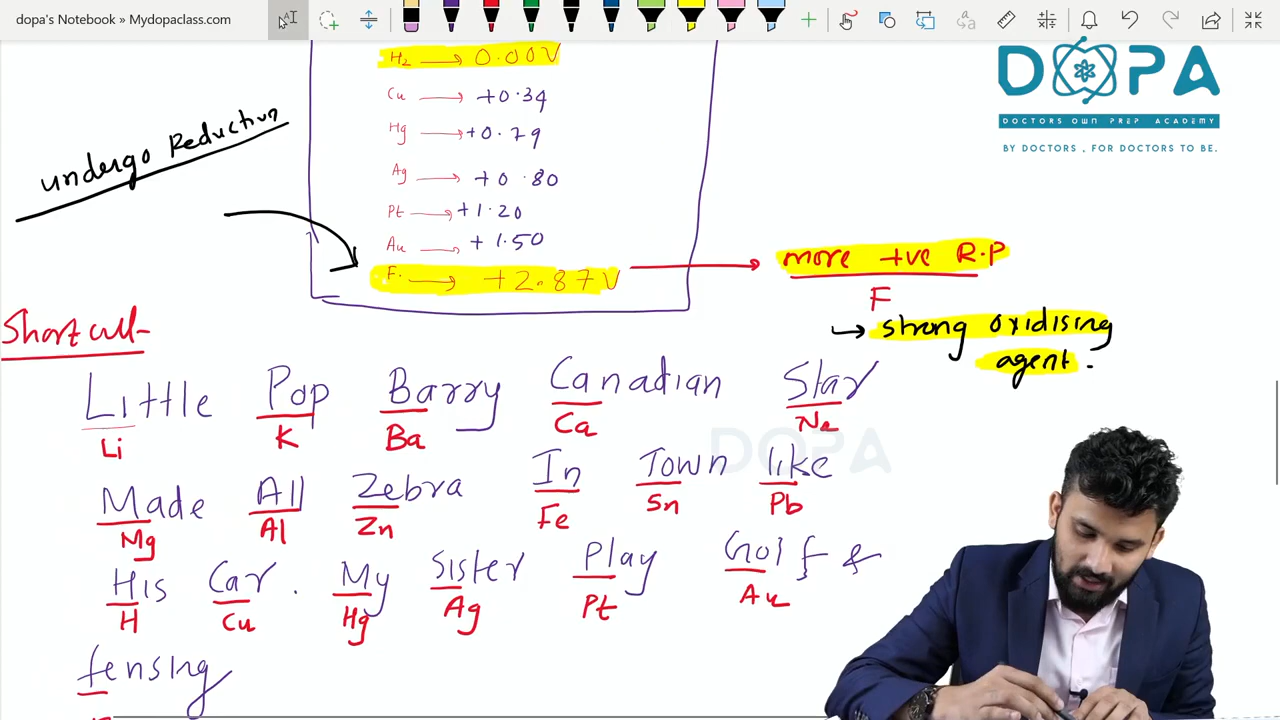 dopa's Notebook » Mydopaclass.com
H2 → 0.00V
Cu → +0.34
Hg → +0.79
Ag → +0.80
Pt → +1.20
Au → +1.50
F. → +2.87V
undergo Reduction
more +ve R.P
F
↳ strong oxidising
agent.
DOPA
DOCTORS OWN PREP ACADEMY
BY DOCTORS , FOR DOCTORS TO BE.
Shortcut
Little Pop Barry Canadian Star
Li K Ba Ca Na
DOPA
Made All Zebra In Town like
Mg Al Zn Fe Sn Pb
His Car . My Sister Play Golf &
H Cu Hg Ag Pt Au
fensing